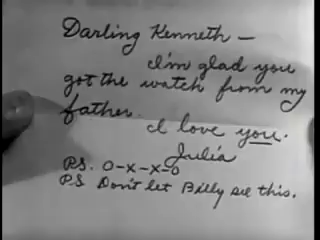 Darling Kenneth —
I'm glad you
got the watch from my
father.
I love you.
Julia
P.S. O-X-X-O
P.S. Don't let Billy see this.